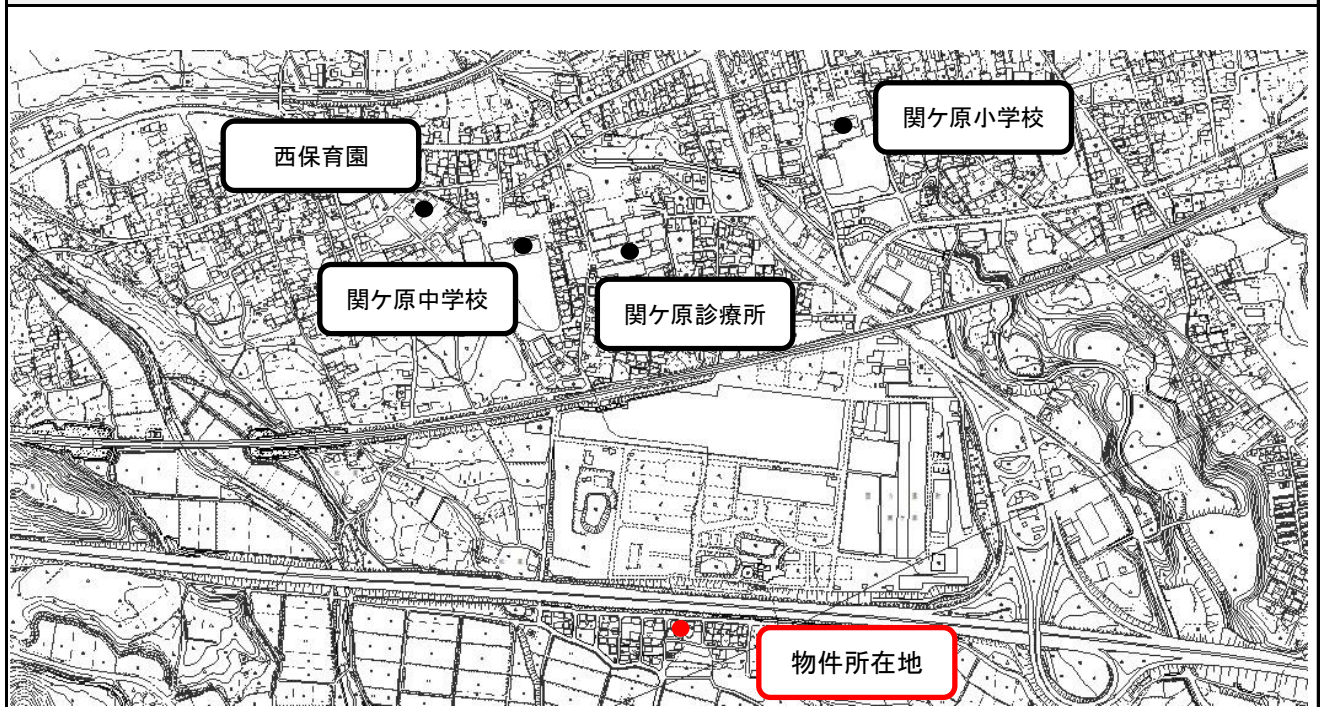 関ケ原小学校
西保育園
関ケ原中学校
関ケ原診療所
物件所在地